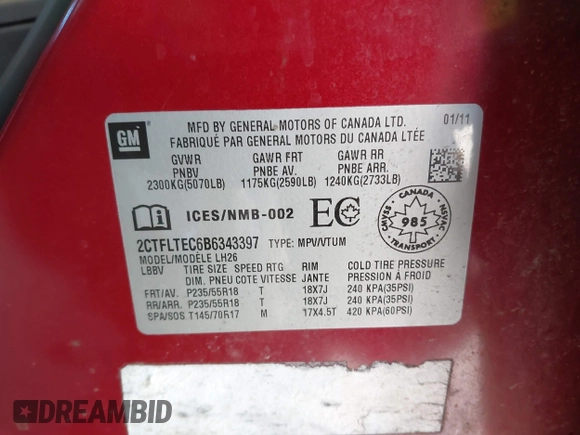 GM
MFD BY GENERAL MOTORS OF CANADA LTD. 01/11
FABRIQUÉ PAR GENERAL MOTORS DU CANADA LTÉE
GVWR GAWR FRT GAWR RR
PNBV PNBE AV. PNBE ARR.
2300KG(5070LB) 1175KG(2590LB) 1240KG(2733LB)
i ICES/NMB-002 EC
CANADA
CMVSS 985 NSVAC
TRANSPORT
2CTFLTEC6B6343397 TYPE: MPV/VTUM
MODEL/MODÈLE LH26
LBBV TIRE SIZE SPEED RTG RIM COLD TIRE PRESSURE
DIM. PNEU COTE VITESSE JANTE PRESSION À FROID
FRT/AV. P235/55R18 T 18X7J 240 KPA(35PSI)
RR/ARR. P235/55R18 T 18X7J 240 KPA(35PSI)
SPA/SOS T145/70R17 M 17X4.5T 420 KPA(60PSI)
DREAMBID